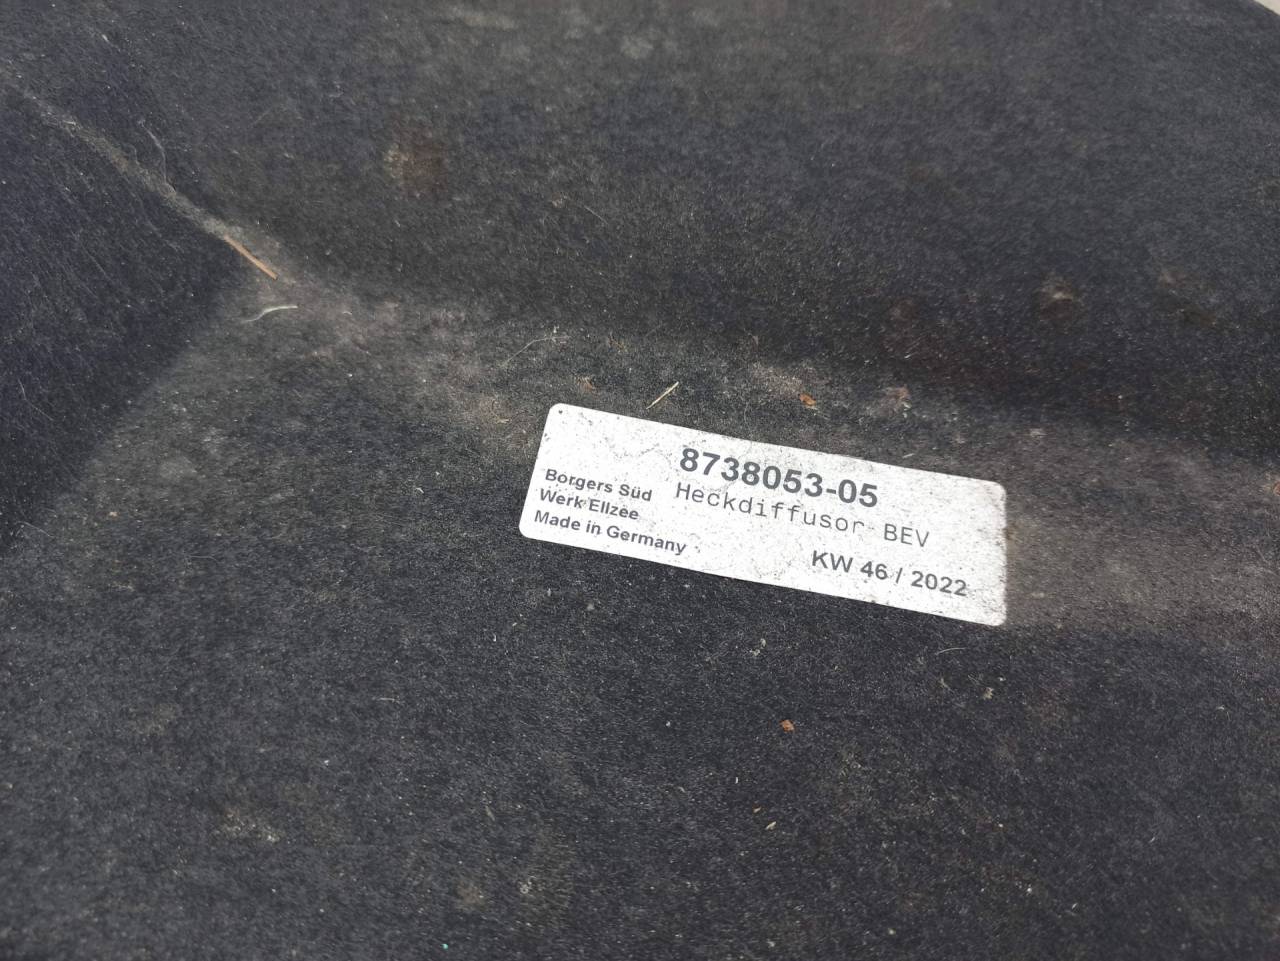 8738053-05
Heckdiffusor BEV
Borgers Süd
Werk Ellzee
Made in Germany
KW 46 / 2022